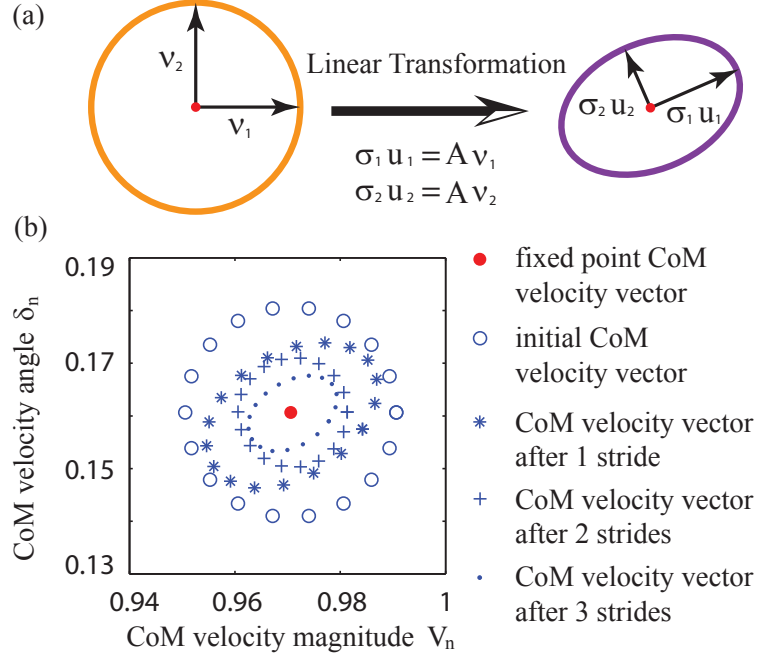 (a)
ν₂
ν₁
Linear Transformation
σ₁ u₁ = A ν₁
σ₂ u₂ = A ν₂
σ₂ u₂
σ₁ u₁
(b)
CoM velocity angle δₙ
0.19
0.17
0.15
0.13
0.94
0.96
0.98
1
CoM velocity magnitude Vₙ
fixed point CoM
velocity vector
initial CoM
velocity vector
CoM velocity vector
after 1 stride
CoM velocity vector
after 2 strides
CoM velocity vector
after 3 strides